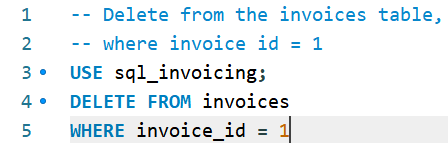 1 -- Delete from the invoices table,
2 -- where invoice id = 1
3 USE sql_invoicing;
4 DELETE FROM invoices
5 WHERE invoice_id = 1